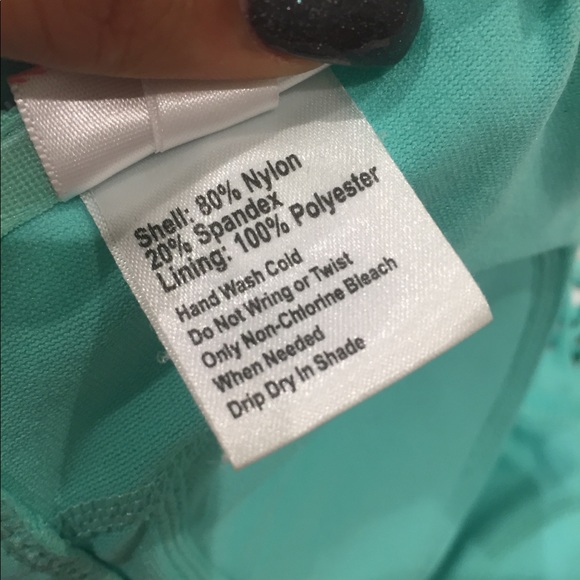 Shell: 80% Nylon
20% Spandex
Lining: 100% Polyester
Hand Wash Cold
Do Not Wring or Twist
Only Non-Chlorine Bleach
When Needed
Drip Dry In Shade